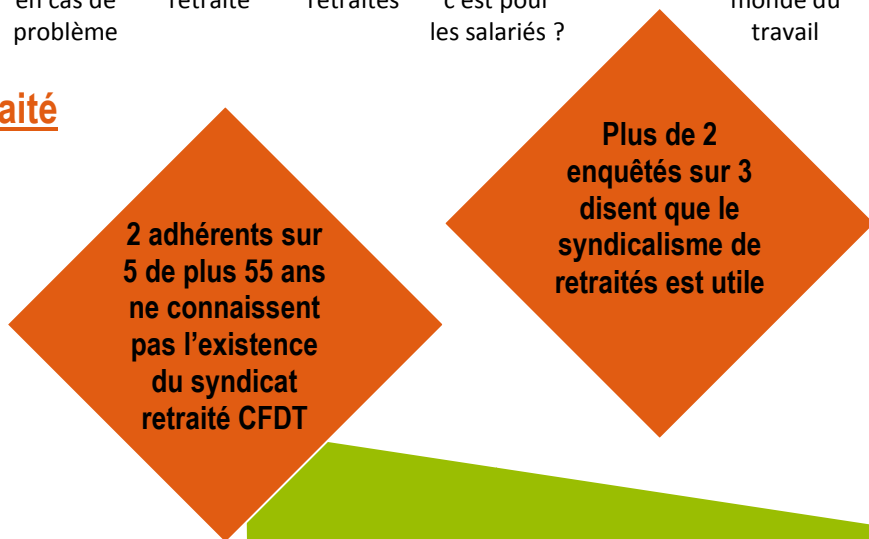 en cas de
problème
retraite
retraités
c'est pour
les salariés ?
monde du
travail
aité
Plus de 2
enquêtés sur 3
disent que le
syndicalisme de
retraités est utile
2 adhérents sur
5 de plus 55 ans
ne connaissent
pas l’existence
du syndicat
retraité CFDT